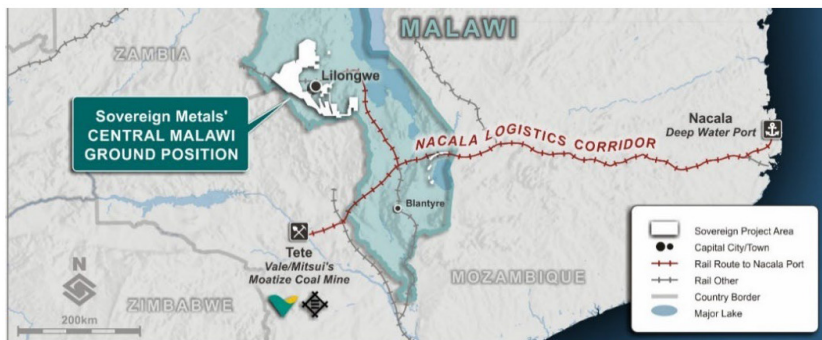 MALAWI
ZAMBIA
Lilongwe
Sovereign Metals'
CENTRAL MALAWI
GROUND POSITION
Nacala
Deep Water Port
NACALA LOGISTICS CORRIDOR
Blantyre
Tete
Vale/Mitsui's
Moatize Coal Mine
MOZAMBIQUE
ZIMBABWE
N
200km
Sovereign Project Area
Capital City/Town
Rail Route to Nacala Port
Rail Other
Country Border
Major Lake